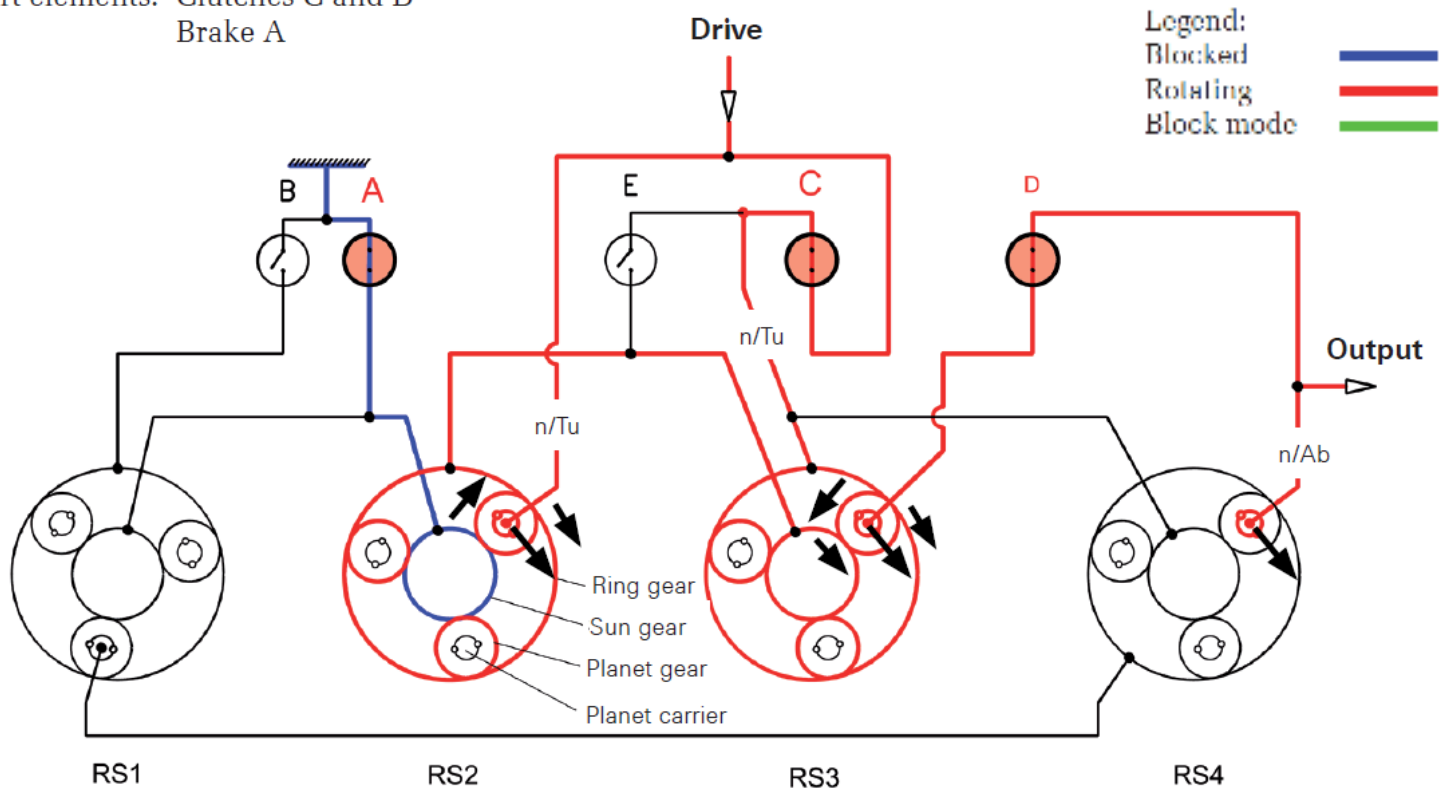 elements: Clutches C and
Brake A
Drive
Legend:
Blocked
Rotating
Block mode
B
A
E
C
D
n/Tu
Output
n/Tu
n/Ab
Ring gear
Sun gear
Planet gear
Planet carrier
RS1
RS2
RS3
RS4